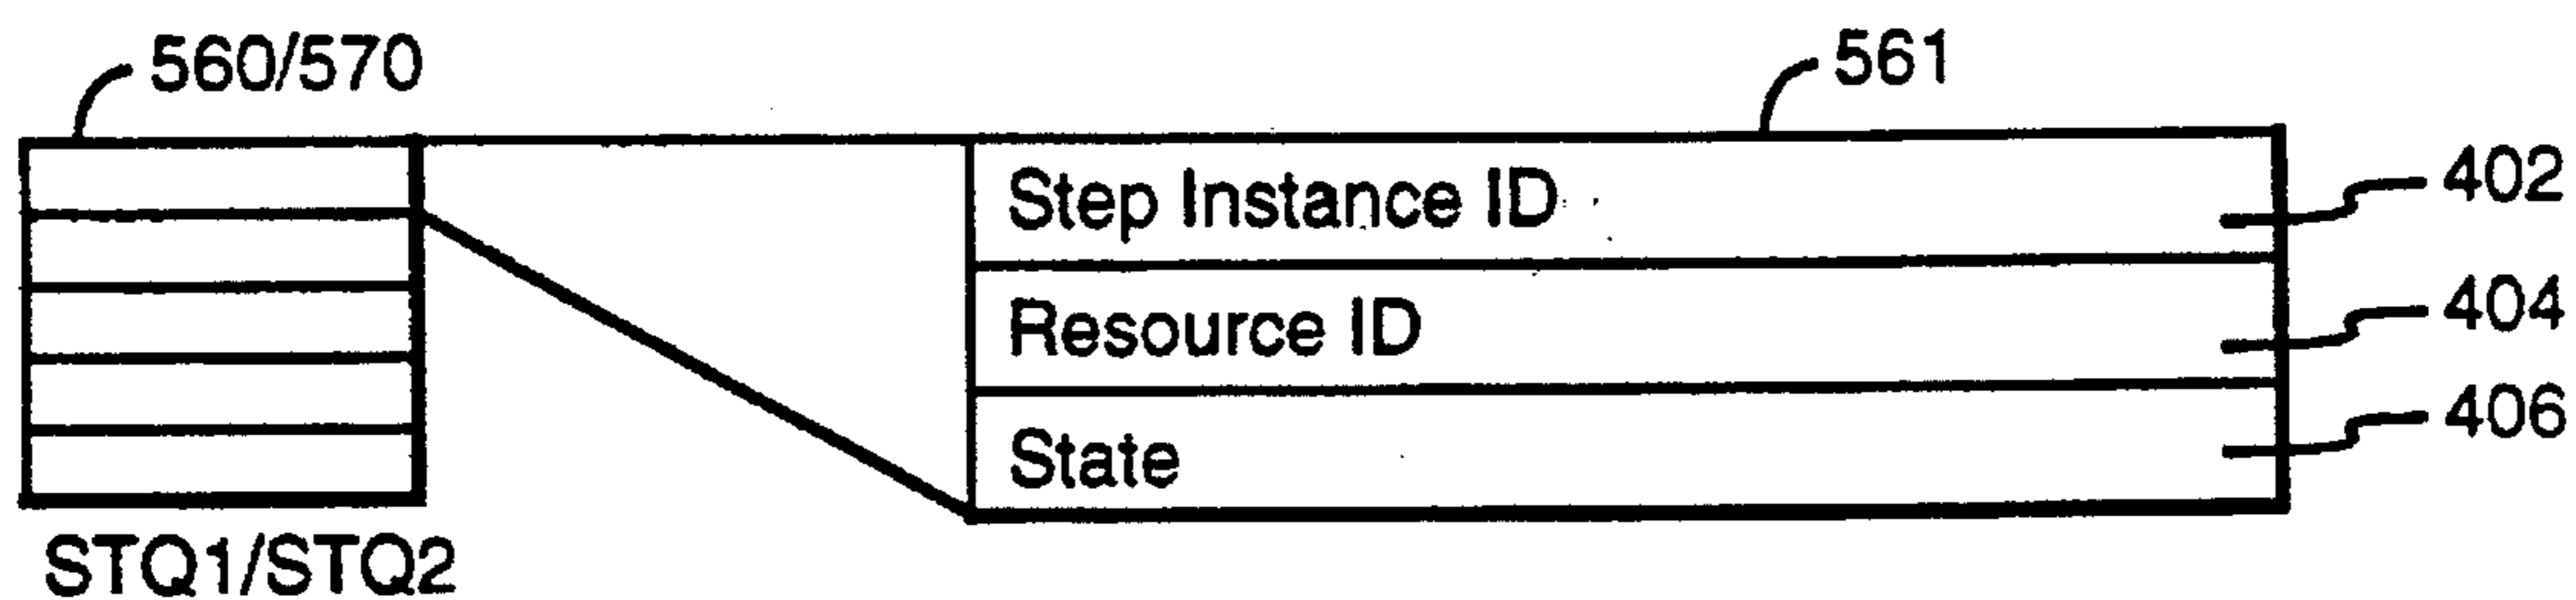 560/570
561
Step Instance ID
402
Resource ID
404
State
406
STQ1/STQ2